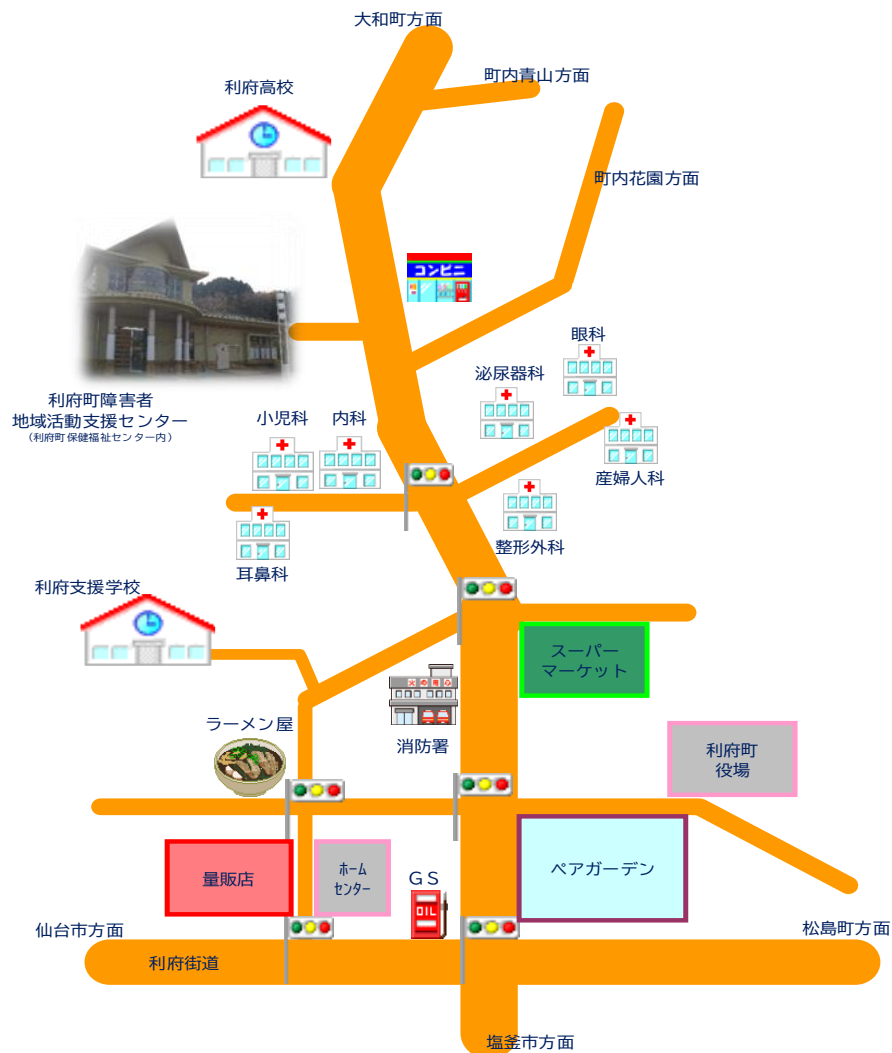 大和町方面
町内青山方面
利府高校
町内花園方面
コンビニ
眼科
泌尿器科
利府町障害者
地域活動支援センター
(利府町保健福祉センター内)
小児科
内科
産婦人科
整形外科
耳鼻科
利府支援学校
スーパー
マーケット
火の用心
ラーメン屋
消防署
利府町
役場
量販店
ホーム
センター
GS
OIL
ペアガーデン
仙台市方面
松島町方面
利府街道
塩釜市方面